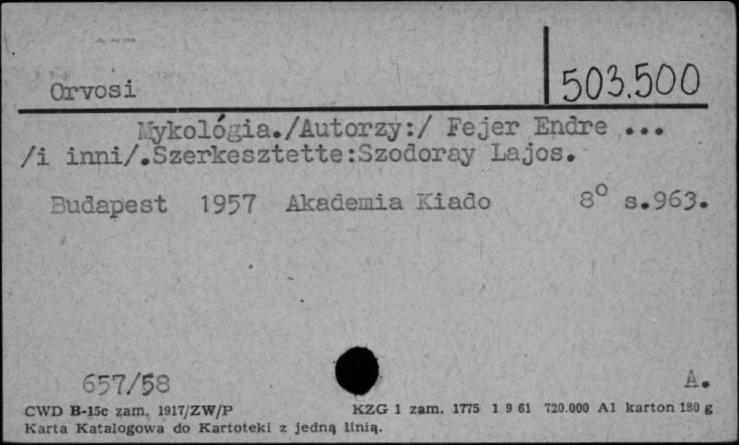 Orvosi 503.500
Mykológia./Autorzy:/ Fejer Endre ...
/i inni/.Szerkesztette:Szodoray Lajos.
Budapest 1957 Akademia Kiado 8° s.963.
657/58 A.
CWD B-15c zam. 1917/ZW/P KZG 1 zam. 1775 1 9 61 720.000 A1 karton 180 g
Karta Katalogowa do Kartoteki z jedną linią.